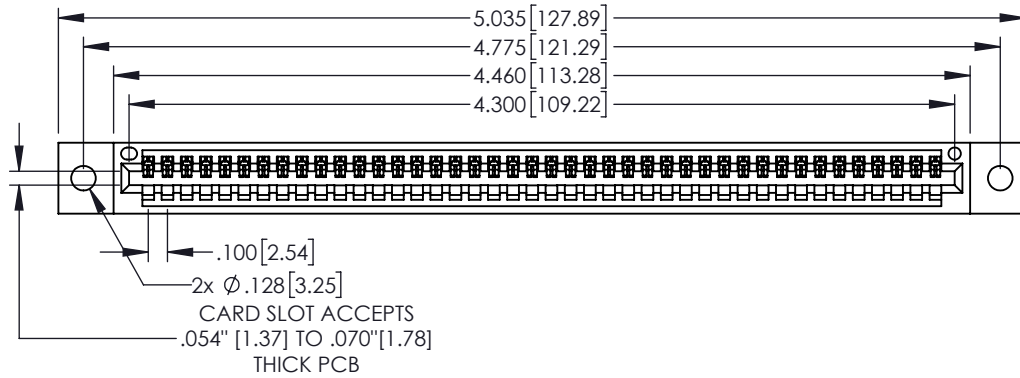 5.035[127.89]
4.775[121.29]
4.460[113.28]
4.300[109.22]
.100[2.54]
2x Ø.128[3.25]
CARD SLOT ACCEPTS
.054" [1.37] TO .070"[1.78]
THICK PCB